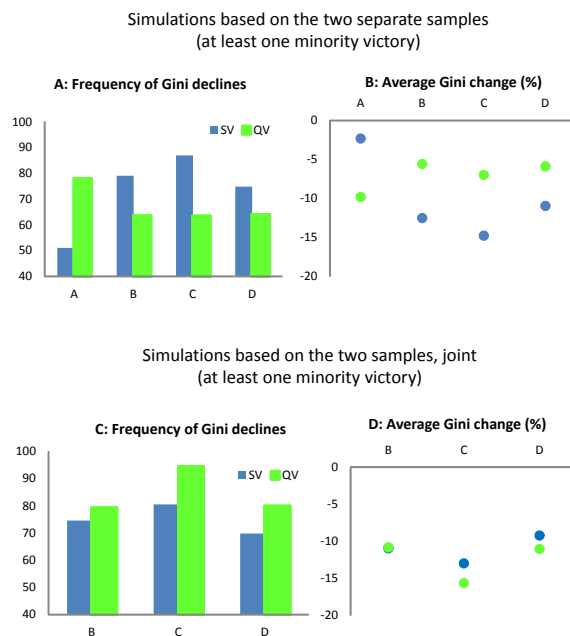 Simulations based on the two separate samples
(at least one minority victory)
A: Frequency of Gini declines
SV QV
100
90
80
70
60
50
40
A B C D
B: Average Gini change (%)
A B C D
0
-5
-10
-15
-20
Simulations based on the two samples, joint
(at least one minority victory)
C: Frequency of Gini declines
SV QV
100
90
80
70
60
50
40
B C D
D: Average Gini change (%)
B C D
0
-5
-10
-15
-20